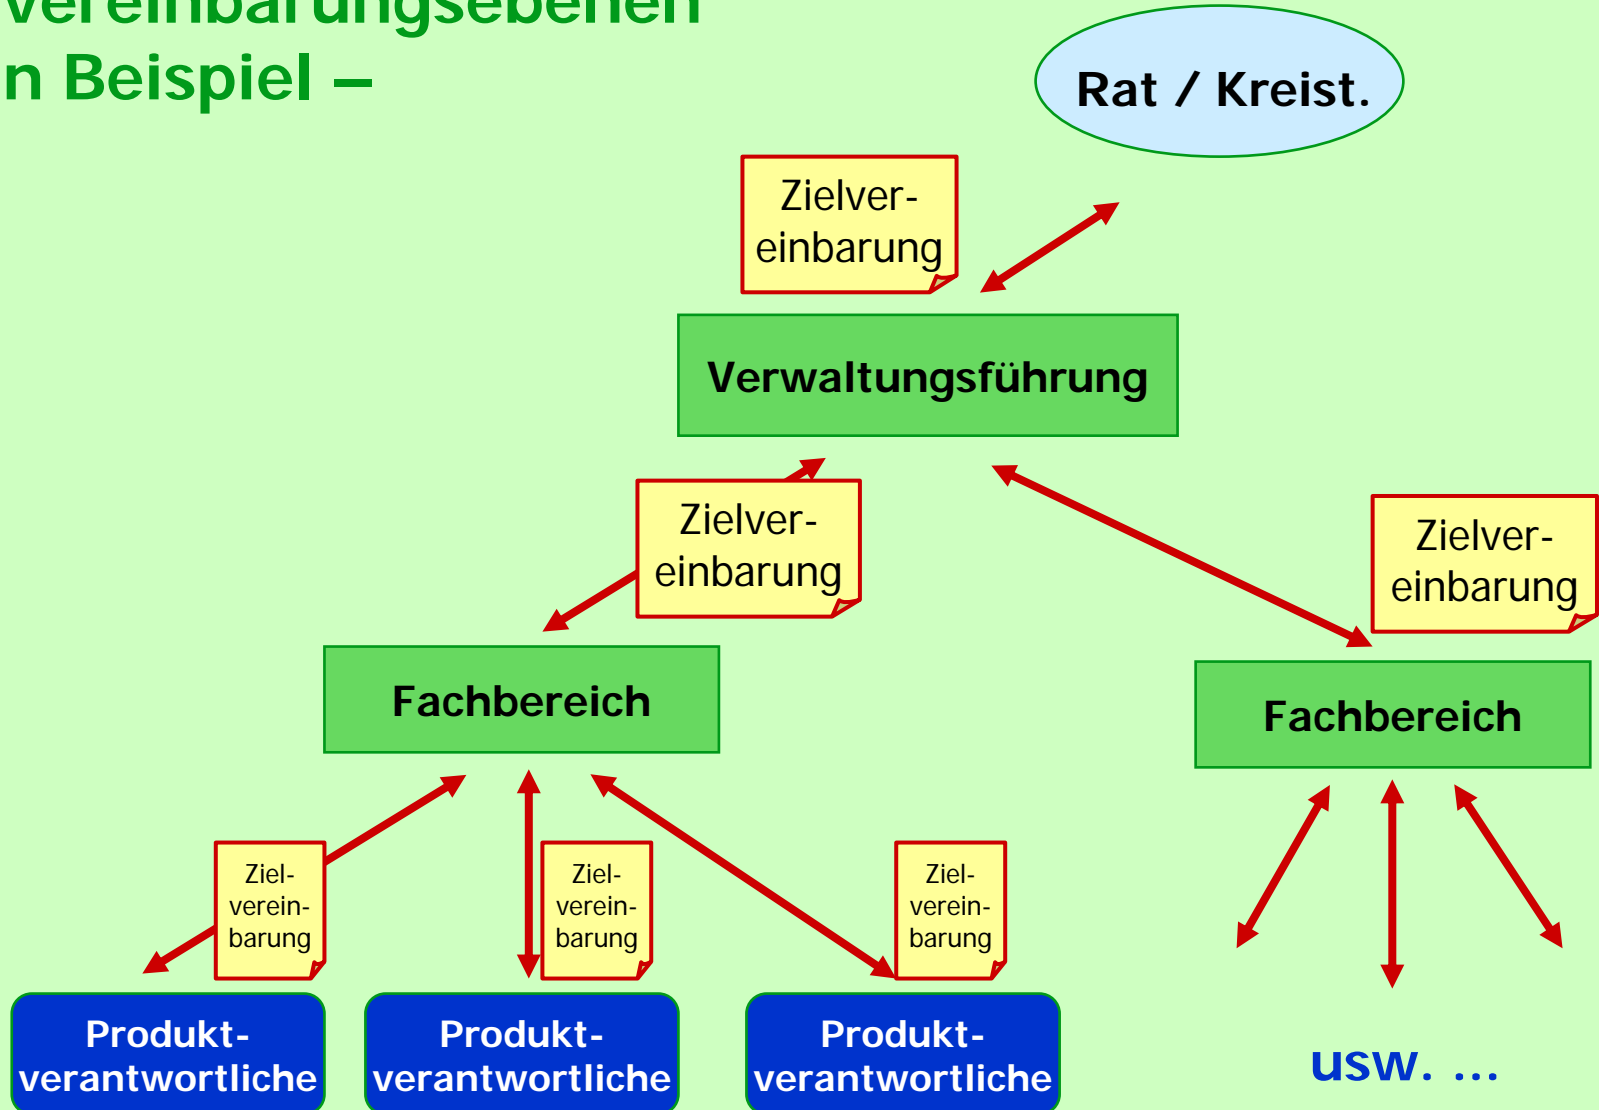 vereinbarungsebenen
n Beispiel –
Rat / Kreist.
Zielver-
einbarung
Verwaltungsführung
Zielver-
einbarung
Zielver-
einbarung
Fachbereich
Fachbereich
Ziel-
verein-
barung
Ziel-
verein-
barung
Ziel-
verein-
barung
Produkt-
verantwortliche
Produkt-
verantwortliche
Produkt-
verantwortliche
usw. ...